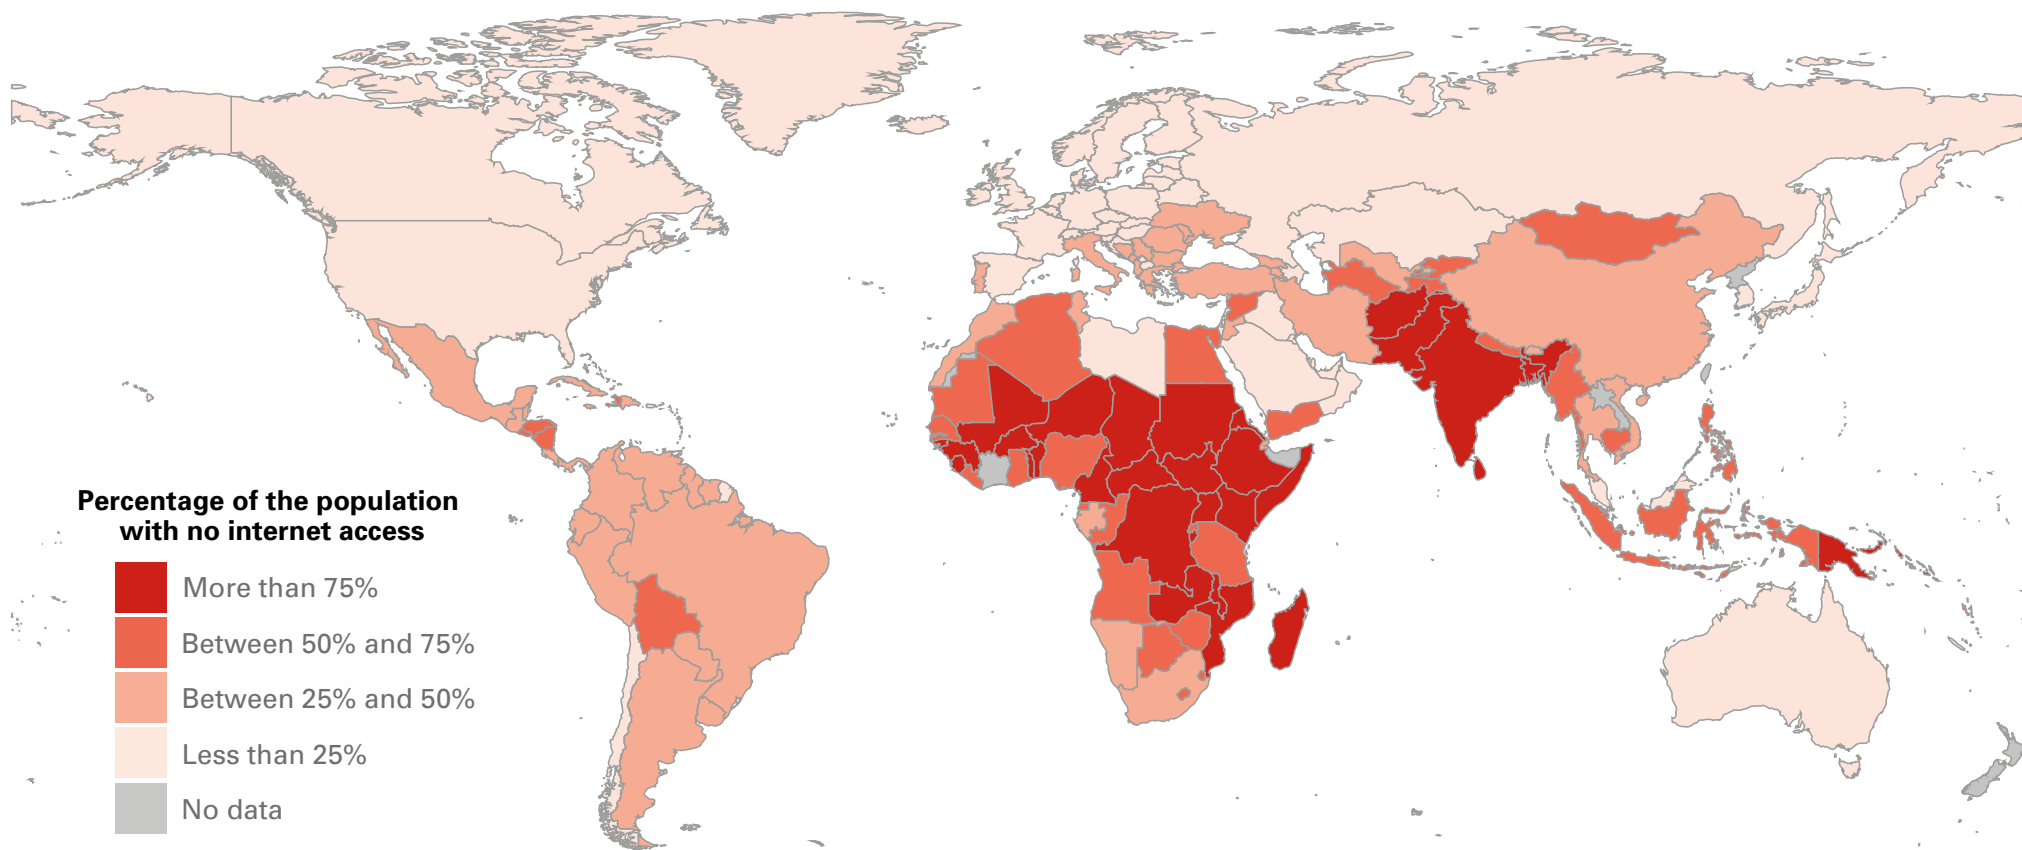 Percentage of the population
with no internet access
More than 75%
Between 50% and 75%
Between 25% and 50%
Less than 25%
No data